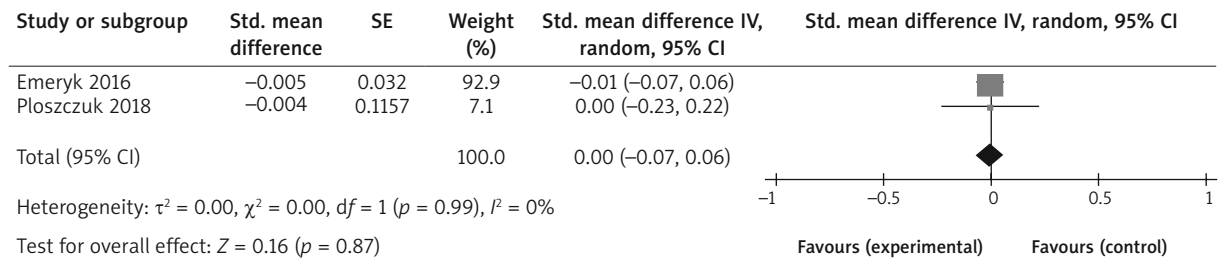 Study or subgroup Std. mean difference SE Weight (%) Std. mean difference IV, random, 95% CI Std. mean difference IV, random, 95% CI
Emeryk 2016 –0.005 0.032 92.9 –0.01 (–0.07, 0.06)
Ploszczuk 2018 –0.004 0.1157 7.1 0.00 (–0.23, 0.22)
Total (95% CI) 100.0 0.00 (–0.07, 0.06)
–1 –0.5 0 0.5 1
Heterogeneity: τ² = 0.00, χ² = 0.00, df = 1 (p = 0.99), I² = 0%
Test for overall effect: Z = 0.16 (p = 0.87)
Favours (experimental) Favours (control)